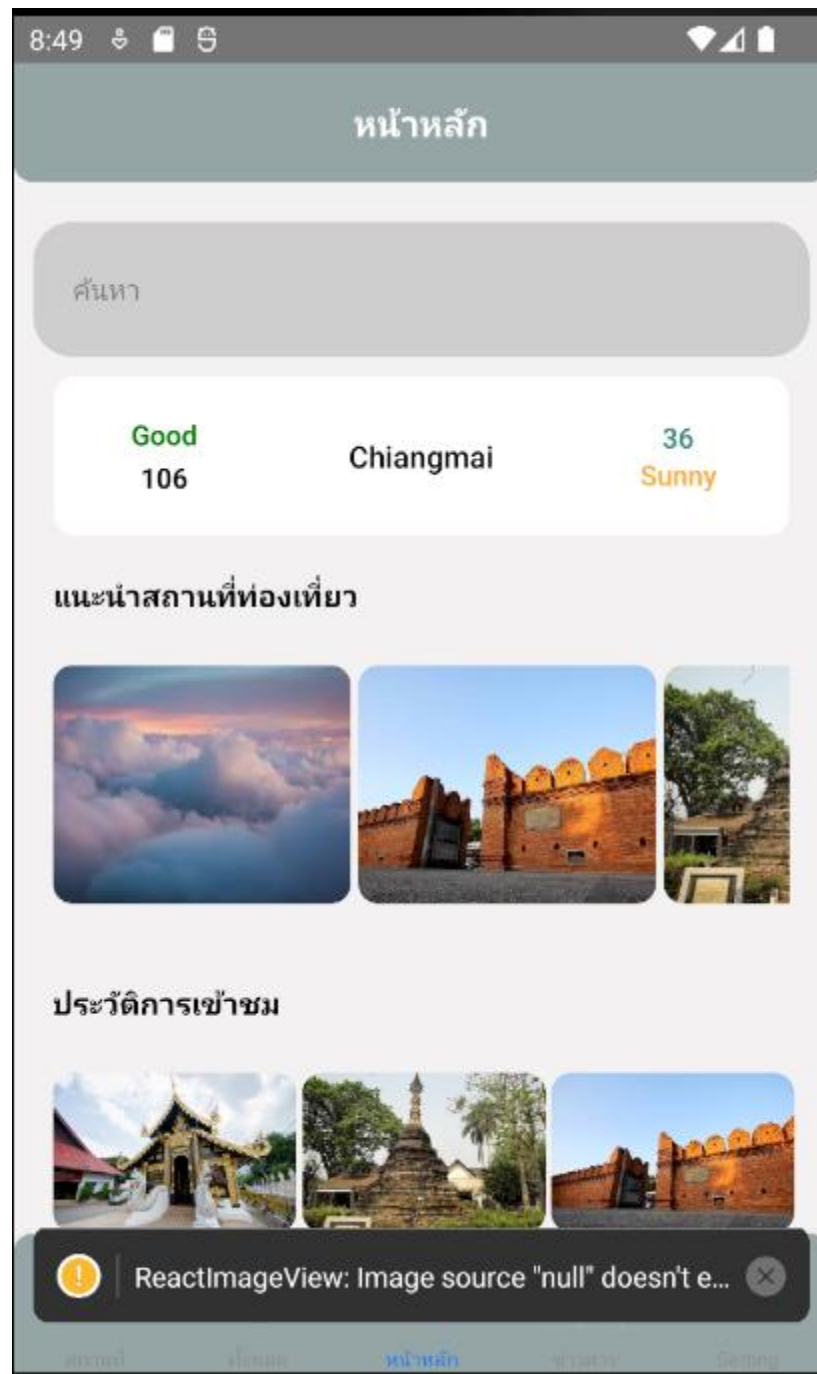 8:49
หน้าหลัก
ค้นหา
Good
106
Chiangmai
36
Sunny
แนะนำสถานที่ท่องเที่ยว
ประวัติการเข้าชม
ReactImageView: Image source "null" doesn't e...
หน้าหลัก
Setting